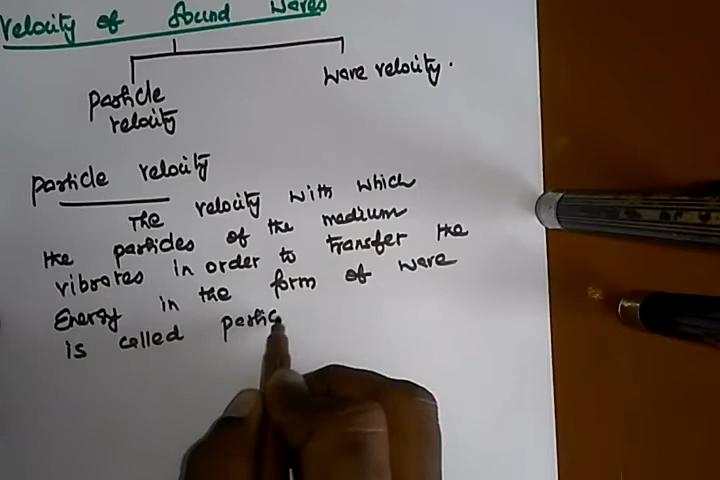 Velocity of Sound Waves
Particle
velocity
Wave velocity.
Particle velocity
The velocity with which
the particles of the medium
vibrates in order to transfer the
Energy in the form of wave
is called partic